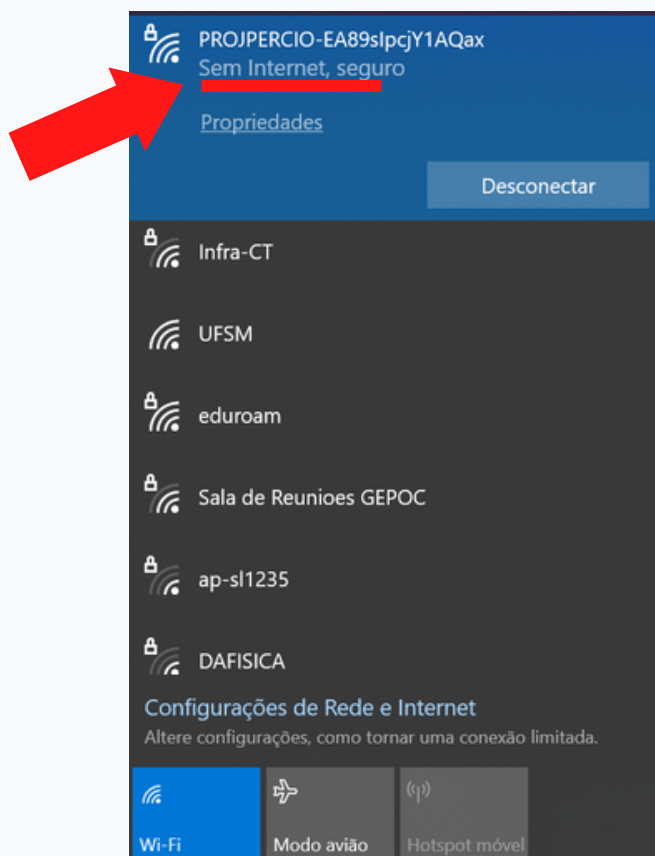 PROJPERCIO-EA89slpcjY1AQax
Sem Internet, seguro
Propriedades
Desconectar
Infra-CT
UFSM
eduroam
Sala de Reunioes GEPOC
ap-sl1235
DAFISICA
Configurações de Rede e Internet
Altere configurações, como tornar uma conexão limitada.
Wi-Fi
Modo avião
Hotspot móvel